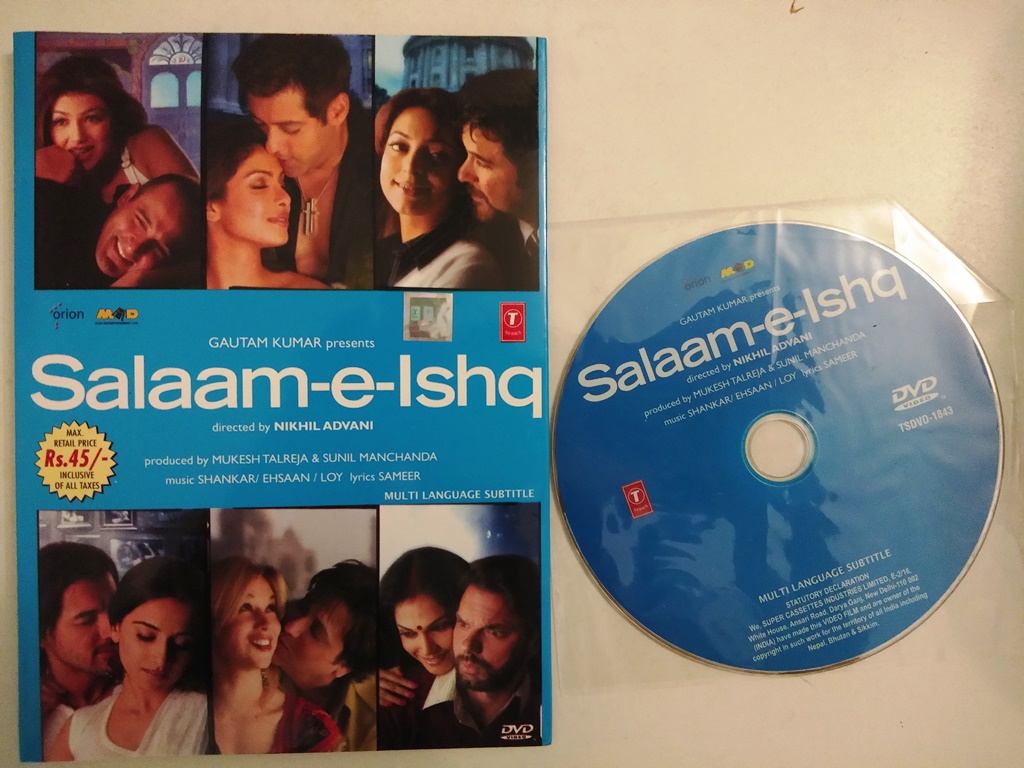 orion
MAD
T
GAUTAM KUMAR presents
Salaam-e-Ishq
directed by NIKHIL ADVANI
MAX.
RETAIL PRICE
Rs.45/-
INCLUSIVE
OF ALL TAXES
produced by MUKESH TALREJA & SUNIL MANCHANDA
music SHANKAR/ EHSAAN / LOY lyrics SAMEER
MULTI LANGUAGE SUBTITLE
DVD
VIDEO
orion
GAUTAM KUMAR presents
Salaam-e-Ishq
directed by NIKHIL ADVANI
produced by MUKESH TALREJA & SUNIL MANCHANDA
music SHANKAR/ EHSAAN / LOY lyrics SAMEER
DVD
VIDEO
TSDVD-1843
T
MULTI LANGUAGE SUBTITLE
STATUTORY DECLARATION
We, SUPER CASSETTES INDUSTRIES LIMITED, E-2/16,
White House, Ansari Road, Darya Ganj, New Delhi-110 002
(INDIA) have made this VIDEO FILM and are owner of the
copyright in such work for the territory of all India including
Nepal, Bhutan & Sikkim.